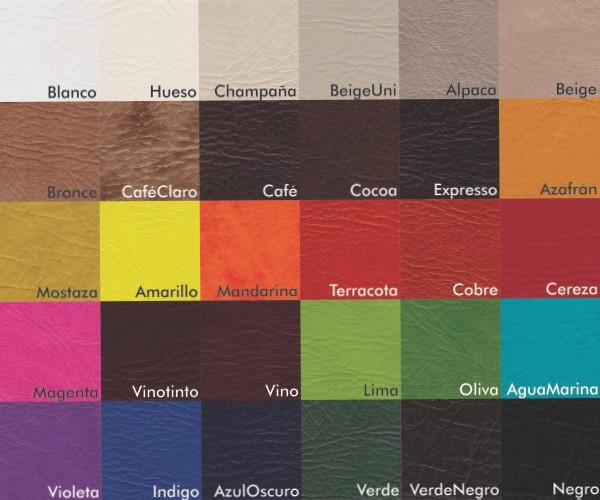 Blanco Hueso Champaña BeigeUni Alpaca Beige
Bronce CaféClaro Café Cocoa Expresso Azafrán
Mostaza Amarillo Mandarina Terracota Cobre Cereza
Magenta Vinotinto Vino Lima Oliva AguaMarina
Violeta Indigo AzulOscuro Verde VerdeNegro Negro